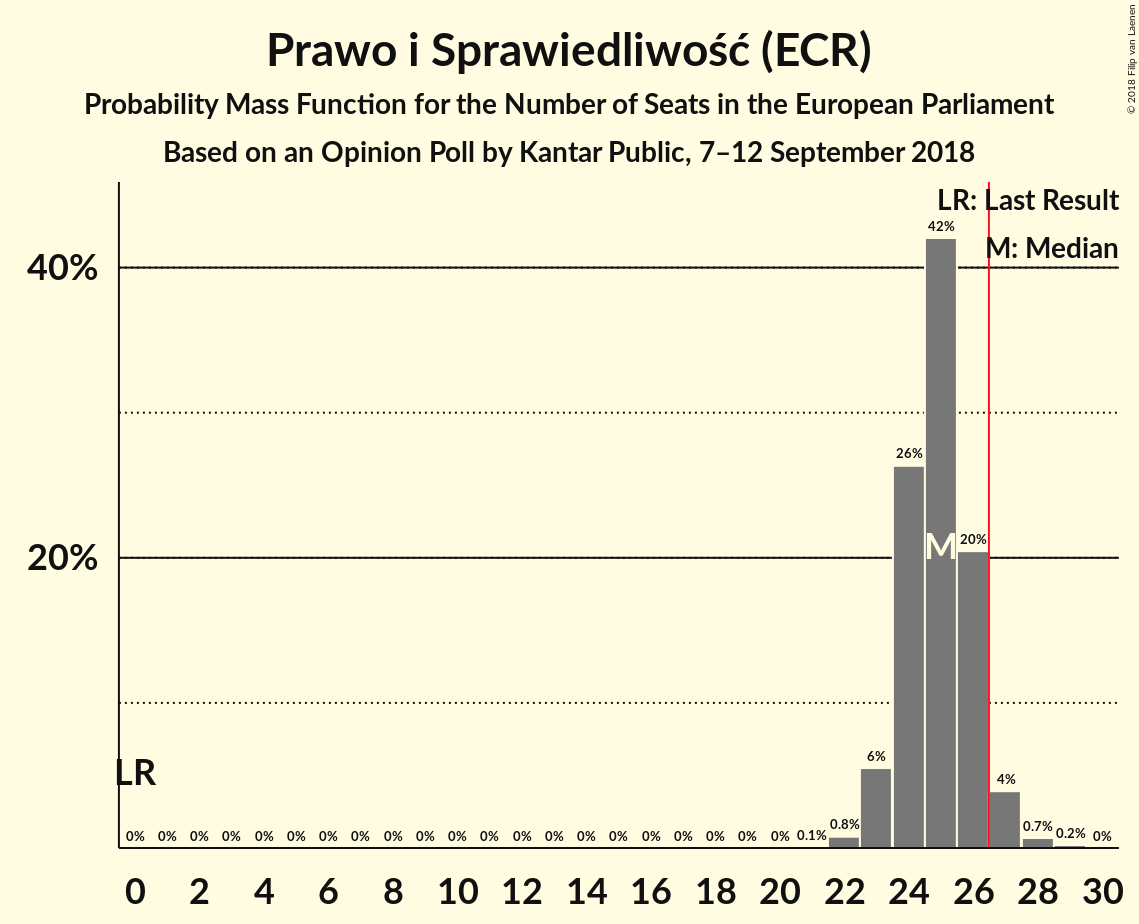 Prawo i Sprawiedliwość (ECR)
Probability Mass Function for the Number of Seats in the European Parliament
Based on an Opinion Poll by Kantar Public, 7–12 September 2018
© 2018 Filip van Laenen
LR: Last Result
M: Median
42%
40%
26%
20%
M
20%
6%
4%
LR
0% 0% 0% 0% 0% 0% 0% 0% 0% 0% 0% 0% 0% 0% 0% 0% 0% 0% 0% 0% 0% 0.1% 0.8% 0.7% 0.2% 0%
0 2 4 6 8 10 12 14 16 18 20 22 24 26 28 30